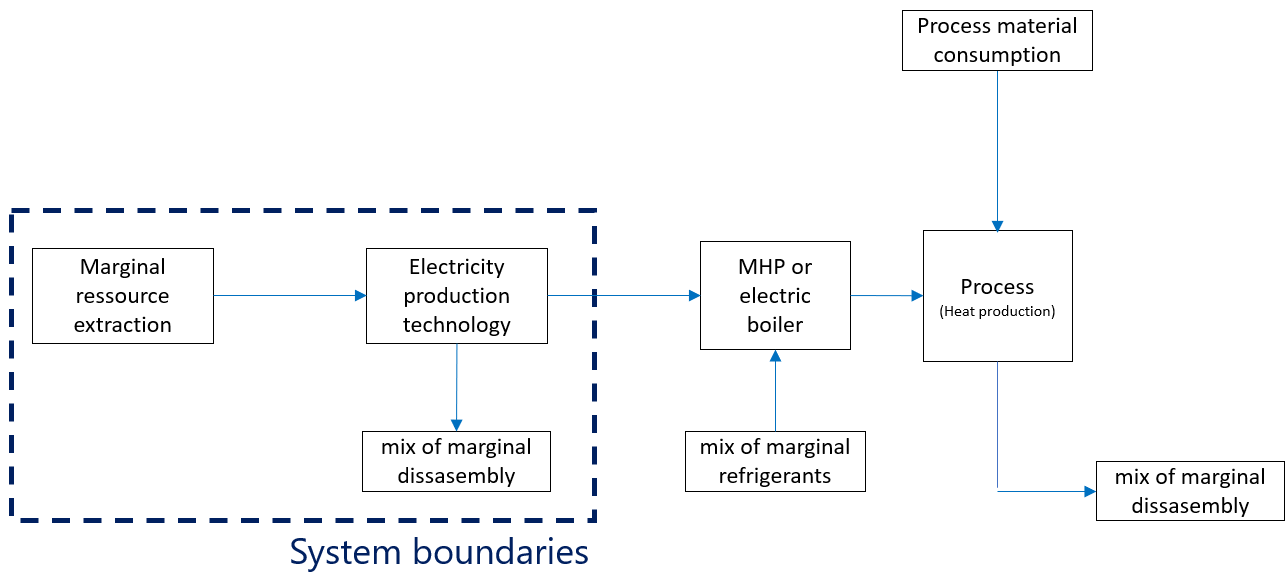 Process material
consumption
Marginal
ressource
extraction
Electricity
production
technology
MHP or
electric
boiler
Process
(Heat production)
mix of marginal
dissasembly
mix of marginal
refrigerants
mix of marginal
dissasembly
System boundaries